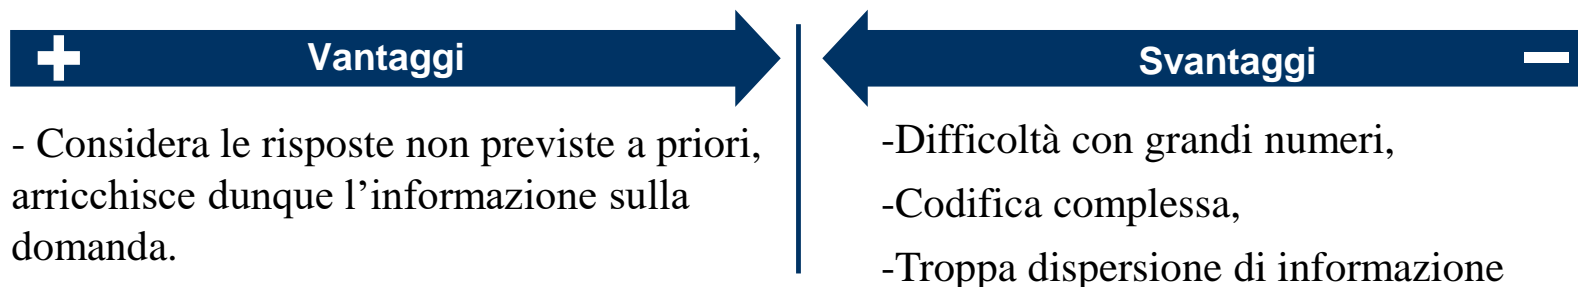 + Vantaggi
- Considera le risposte non previste a priori,
arricchisce dunque l’informazione sulla
domanda.
Svantaggi –
-Difficoltà con grandi numeri,
-Codifica complessa,
-Troppa dispersione di informazione